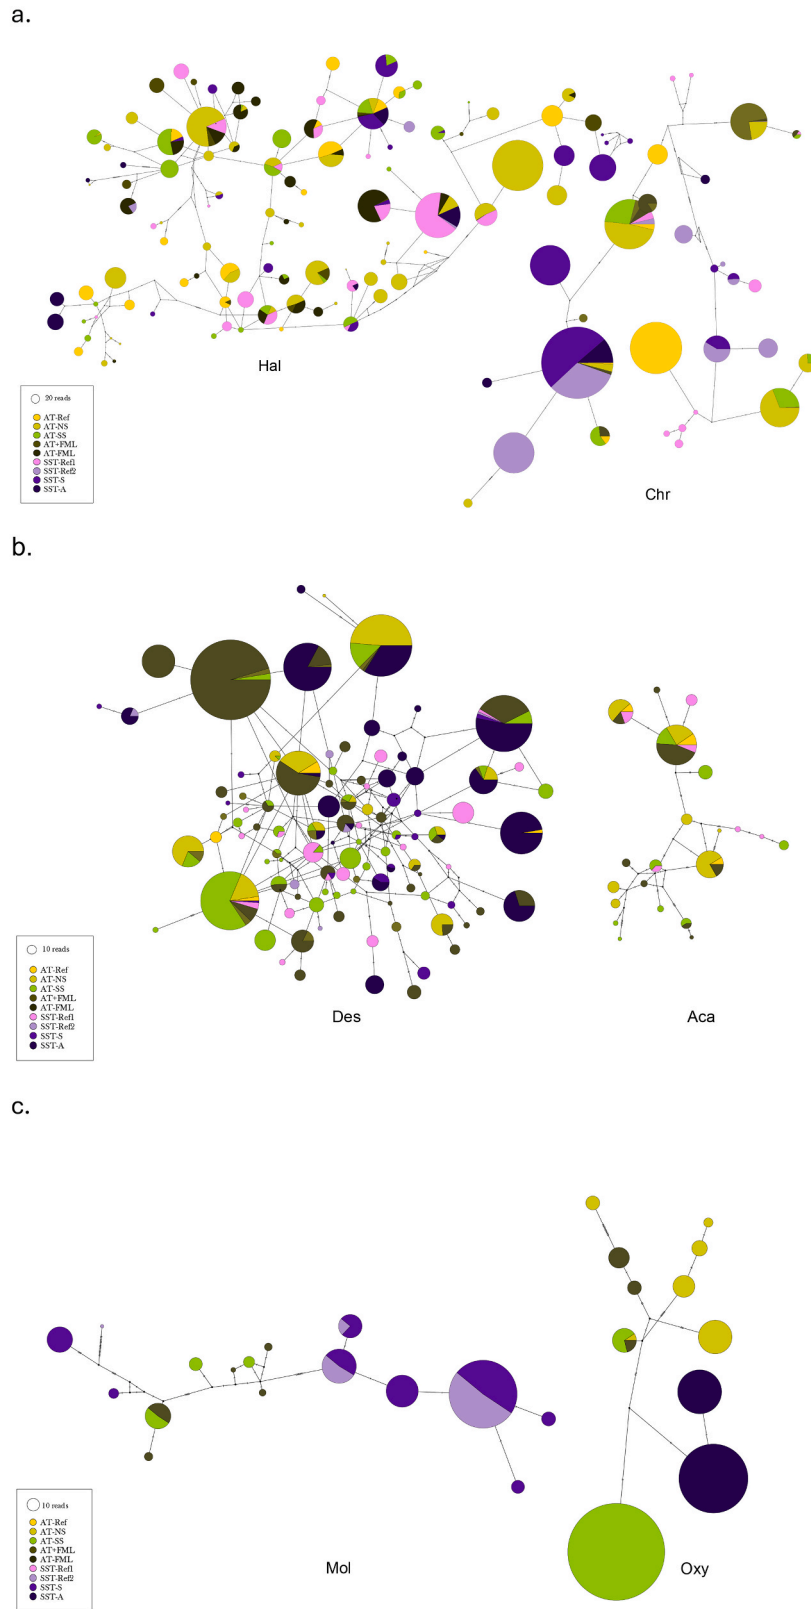 a.
Hal
20 reads
AT-Ref
AT-NS
AT-SS
AT+FML
AT-FML
SST-Ref1
SST-Ref2
SST-S
SST-A
Chr
b.
10 reads
AT-Ref
AT-NS
AT-SS
AT+FML
AT-FML
SST-Ref1
SST-Ref2
SST-S
SST-A
Des
Aca
c.
10 reads
AT-Ref
AT-NS
AT-SS
AT+FML
AT-FML
SST-Ref1
SST-Ref2
SST-S
SST-A
Mol
Oxy